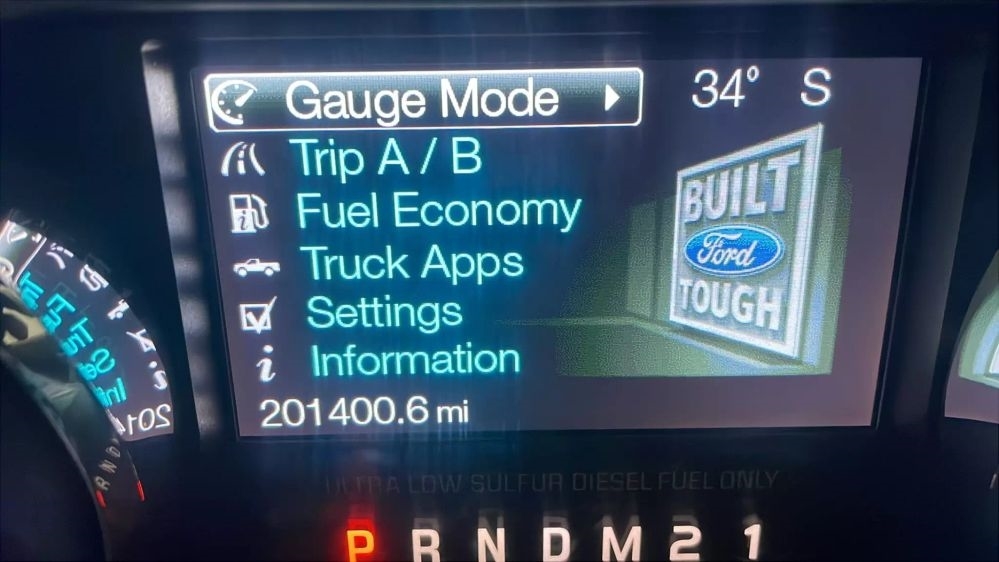 Gauge Mode 34° S
Trip A / B
Fuel Economy
Truck Apps
Settings
i Information
201400.6 mi
BUILT
Ford
TOUGH
ULTRA LOW SULFUR DIESEL FUEL ONLY
P R N D M 2 1